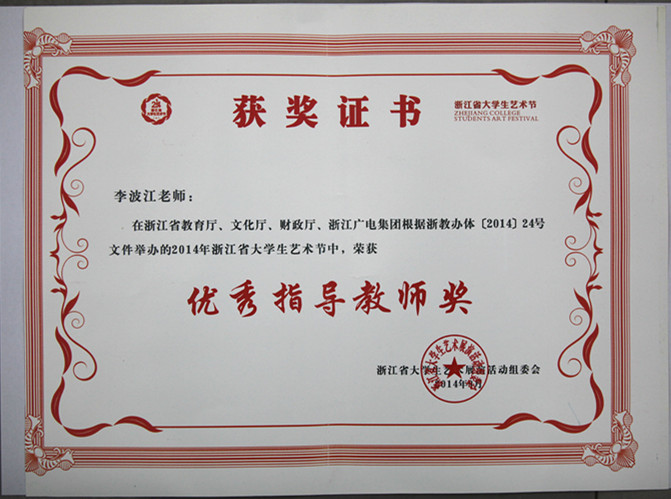 获奖证书
浙江省大学生艺术节
ZHEJIANG COLLEGE
STUDENTS ART FESTIVAL
李波江老师：
在浙江省教育厅、文化厅、财政厅、浙江广电集团根据浙教办体〔2014〕24号
文件举办的2014年浙江省大学生艺术节中，荣获
优秀指导教师奖
浙江省大学生艺术展演活动组委会
2014年 月